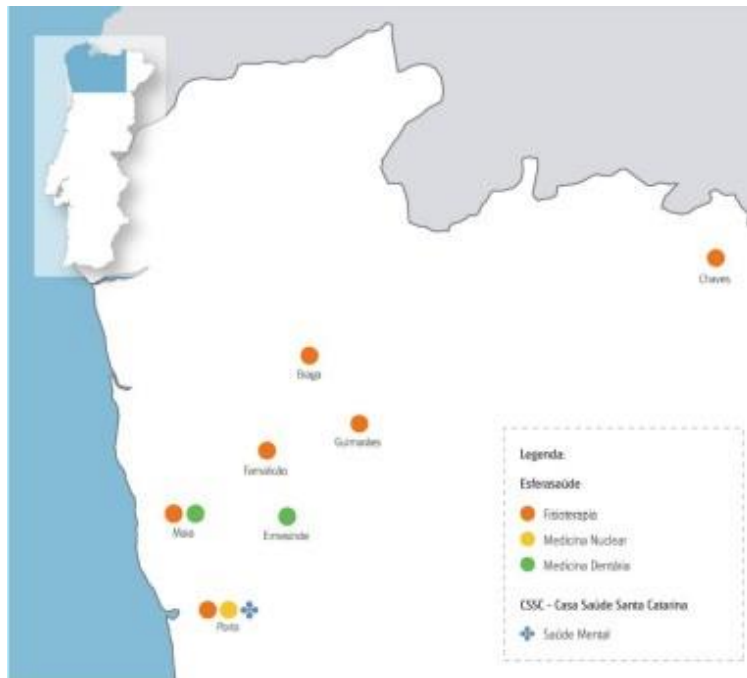 Chaves
Braga
Guimarães
Famalicão
Maia
Ermesinde
Porto
Legenda:
Esferasaúde
Fisioterapia
Medicina Nuclear
Medicina Dentária
CSSC - Casa Saúde Santa Catarina
Saúde Mental